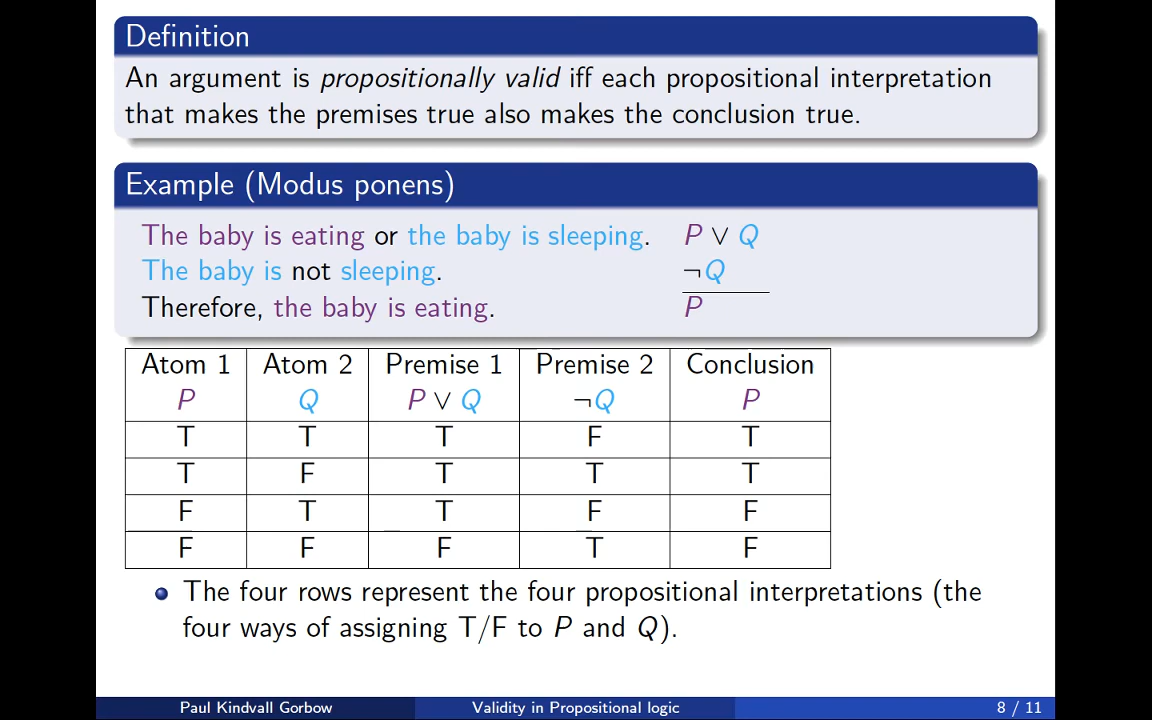 Definition
An argument is propositionally valid iff each propositional interpretation
that makes the premises true also makes the conclusion true.
Example (Modus ponens)
The baby is eating or the baby is sleeping. P ∨ Q
The baby is not sleeping. ¬Q
Therefore, the baby is eating. P
Atom 1 Atom 2 Premise 1 Premise 2 Conclusion
P Q P ∨ Q ¬Q P
T T T F T
T F T T T
F T T F F
F F F T F
The four rows represent the four propositional interpretations (the
four ways of assigning T/F to P and Q).
Paul Kindvall Gorbow Validity in Propositional logic 8 / 11